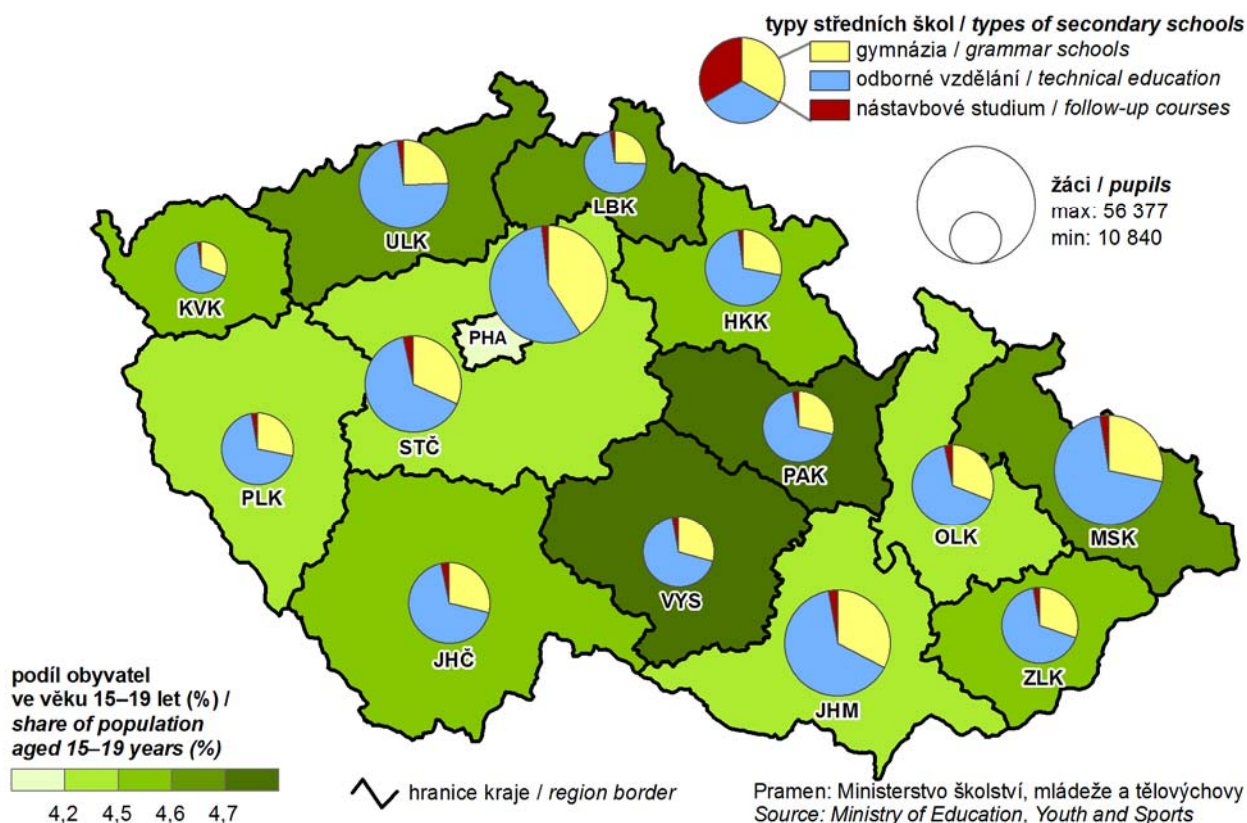 typy středních škol / types of secondary schools
gymnázia / grammar schools
odborné vzdělání / technical education
nástavbové studium / follow-up courses
žáci / pupils
max: 56 377
min: 10 840
LBK
ULK
KVK
HKK
PHA
STČ
PLK
PAK
OLK
MSK
VYS
JHČ
ZLK
JHM
podíl obyvatel
ve věku 15–19 let (%) /
share of population
aged 15–19 years (%)
4,2 4,5 4,6 4,7
hranice kraje / region border
Pramen: Ministerstvo školství, mládeže a tělovýchovy
Source: Ministry of Education, Youth and Sports